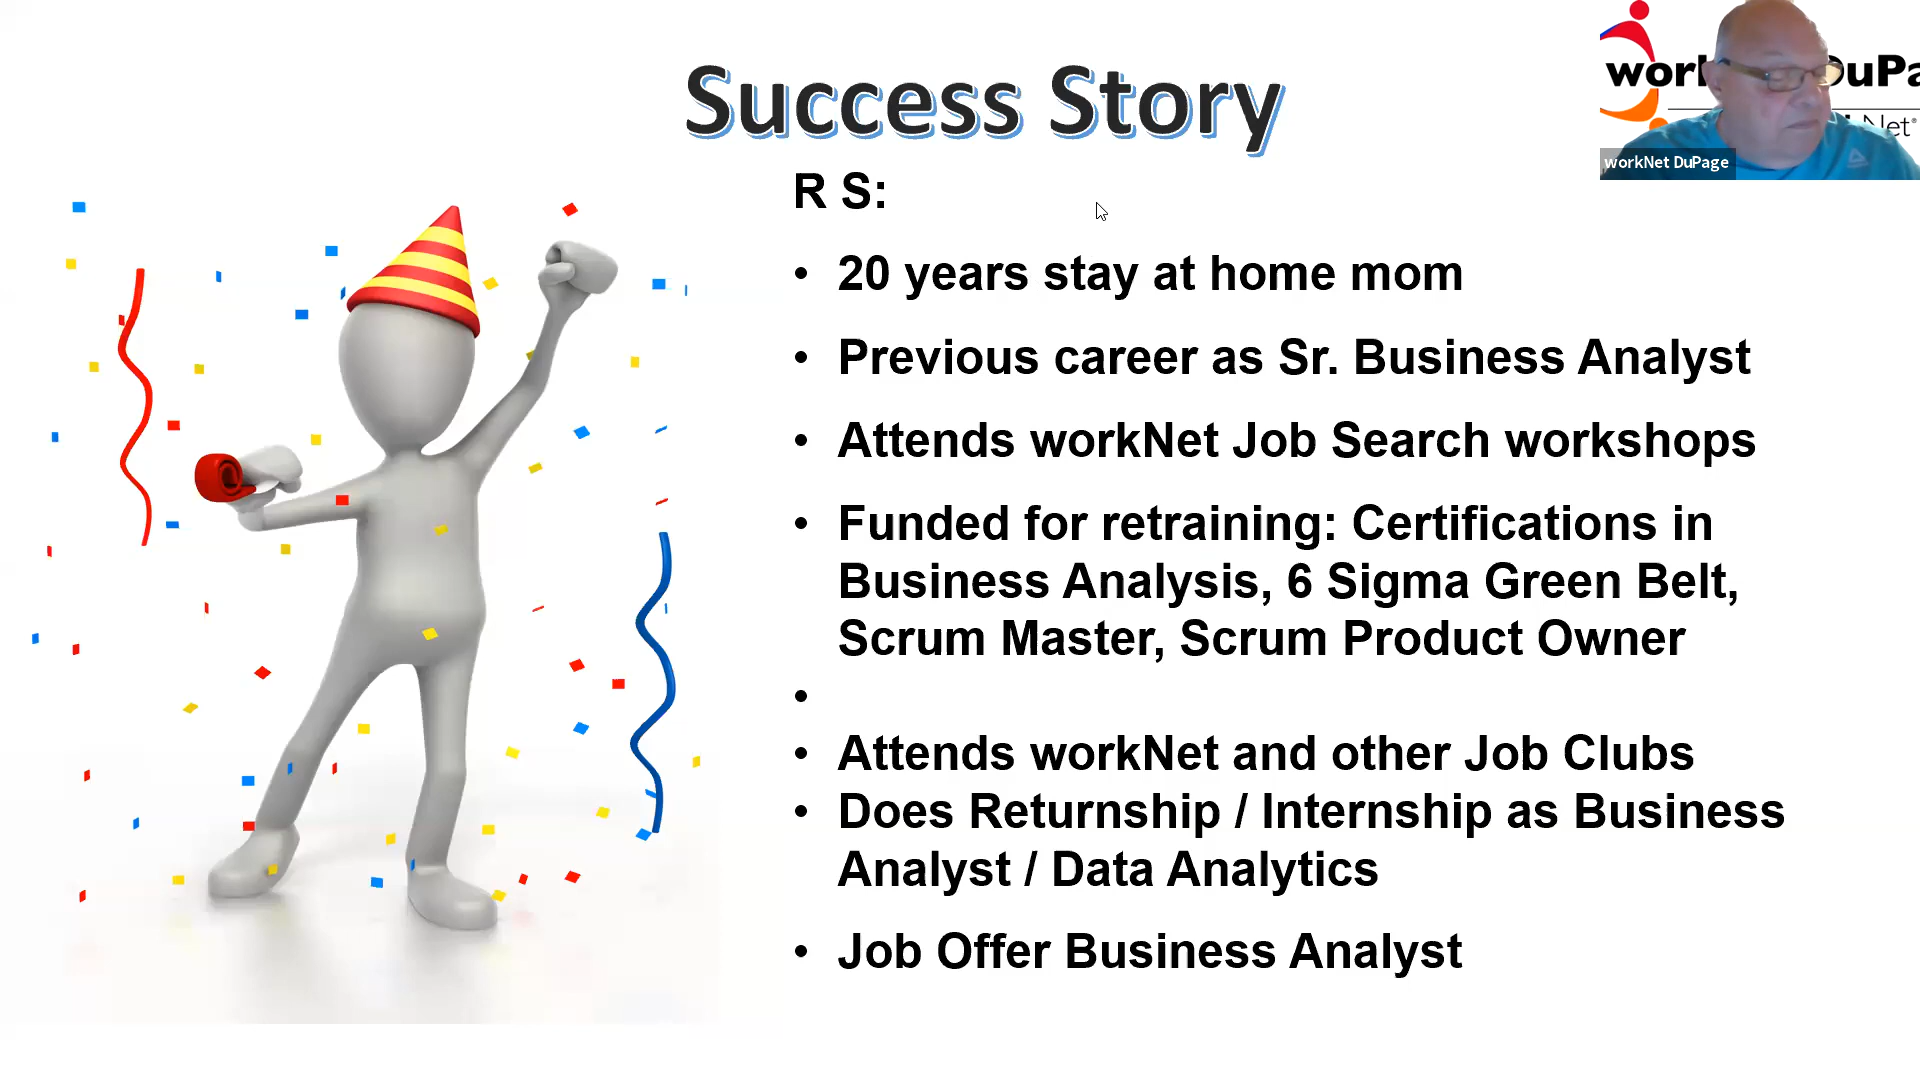 Success Story
R S:
• 20 years stay at home mom
• Previous career as Sr. Business Analyst
• Attends workNet Job Search workshops
• Funded for retraining: Certifications in
Business Analysis, 6 Sigma Green Belt,
Scrum Master, Scrum Product Owner
•
• Attends workNet and other Job Clubs
• Does Returnship / Internship as Business
Analyst / Data Analytics
• Job Offer Business Analyst
workNet DuPage